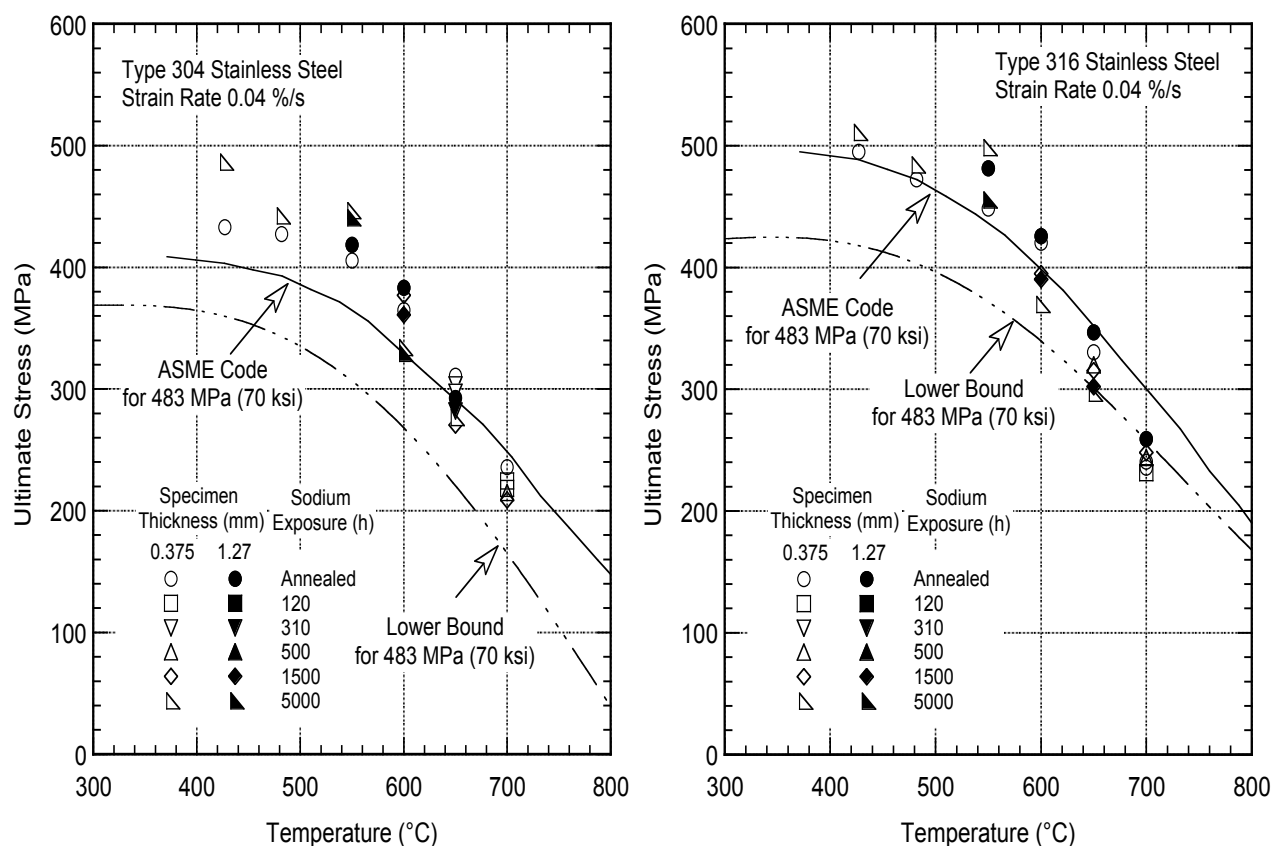 Type 304 Stainless Steel
Strain Rate 0.04 %/s
600
500
400
300
200
100
0
Ultimate Stress (MPa)
ASME Code
for 483 MPa (70 ksi)
Lower Bound
for 483 MPa (70 ksi)
Specimen Sodium
Thickness (mm) Exposure (h)
0.375 1.27
Annealed
120
310
500
1500
5000
300 400 500 600 700 800
Temperature (°C)
Type 316 Stainless Steel
Strain Rate 0.04 %/s
600
500
400
300
200
100
0
Ultimate Stress (MPa)
ASME Code
for 483 MPa (70 ksi)
Lower Bound
for 483 MPa (70 ksi)
Specimen Sodium
Thickness (mm) Exposure (h)
0.375 1.27
Annealed
120
310
500
1500
5000
300 400 500 600 700 800
Temperature (°C)